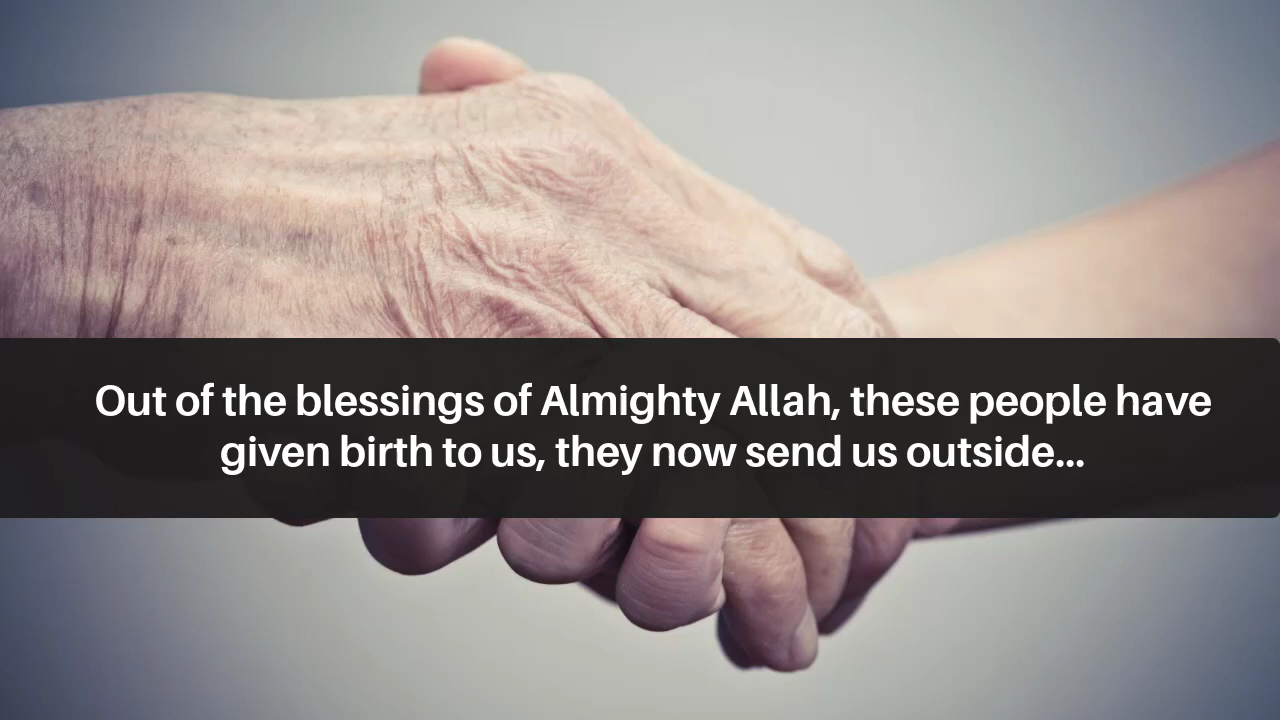 Out of the blessings of Almighty Allah, these people have
given birth to us, they now send us outside...